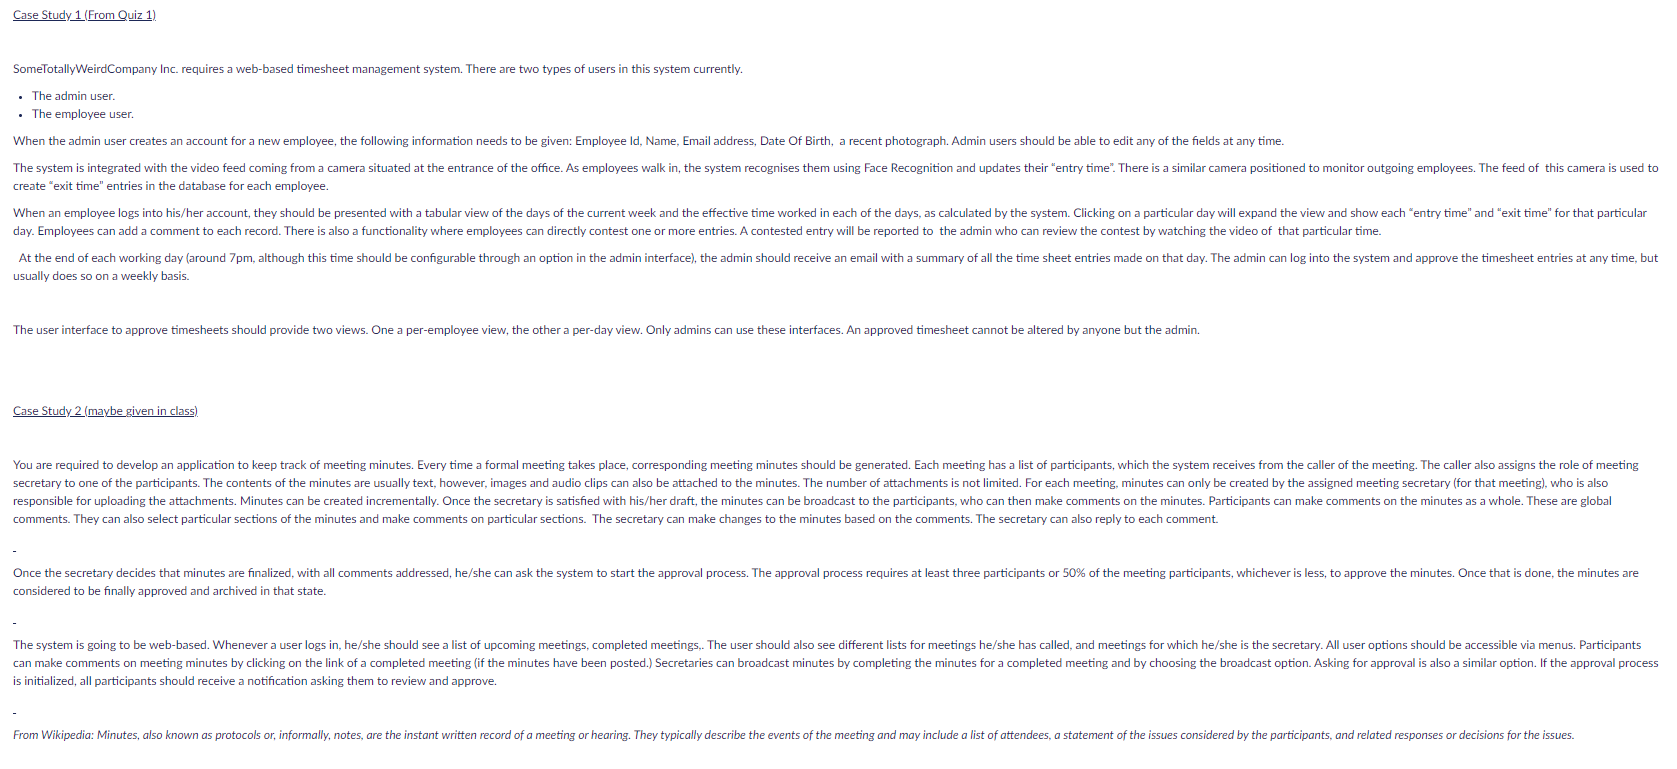 Case Study 1 (From Quiz 1)
SomeTotallyWeirdCompany Inc. requires a web-based timesheet management system. There are two types of users in this system currently.
• The admin user.
• The employee user.
When the admin user creates an account for a new employee, the following information needs to be given: Employee Id, Name, Email address, Date Of Birth,  a recent photograph. Admin users should be able to edit any of the fields at any time.
The system is integrated with the video feed coming from a camera situated at the entrance of the office. As employees walk in, the system recognises them using Face Recognition and updates their “entry time”. There is a similar camera positioned to monitor outgoing employees. The feed of  this camera is used to
create “exit time” entries in the database for each employee.
When an employee logs into his/her account, they should be presented with a tabular view of the days of the current week and the effective time worked in each of the days, as calculated by the system. Clicking on a particular day will expand the view and show each “entry time” and “exit time” for that particular
day. Employees can add a comment to each record. There is also a functionality where employees can directly contest one or more entries. A contested entry will be reported to  the admin who can review the contest by watching the video of  that particular time.
At the end of each working day (around 7pm, although this time should be configurable through an option in the admin interface), the admin should receive an email with a summary of all the time sheet entries made on that day. The admin can log into the system and approve the timesheet entries at any time, but
usually does so on a weekly basis.
The user interface to approve timesheets should provide two views. One a per-employee view, the other a per-day view. Only admins can use these interfaces. An approved timesheet cannot be altered by anyone but the admin.
Case Study 2 (maybe given in class)
You are required to develop an application to keep track of meeting minutes. Every time a formal meeting takes place, corresponding meeting minutes should be generated. Each meeting has a list of participants, which the system receives from the caller of the meeting. The caller also assigns the role of meeting
secretary to one of the participants. The contents of the minutes are usually text, however, images and audio clips can also be attached to the minutes. The number of attachments is not limited. For each meeting, minutes can only be created by the assigned meeting secretary (for that meeting), who is also
responsible for uploading the attachments. Minutes can be created incrementally. Once the secretary is satisfied with his/her draft, the minutes can be broadcast to the participants, who can then make comments on the minutes. Participants can make comments on the minutes as a whole. These are global
comments. They can also select particular sections of the minutes and make comments on particular sections.  The secretary can make changes to the minutes based on the comments. The secretary can also reply to each comment.
-
Once the secretary decides that minutes are finalized, with all comments addressed, he/she can ask the system to start the approval process. The approval process requires at least three participants or 50% of the meeting participants, whichever is less, to approve the minutes. Once that is done, the minutes are
considered to be finally approved and archived in that state.
-
The system is going to be web-based. Whenever a user logs in, he/she should see a list of upcoming meetings, completed meetings,. The user should also see different lists for meetings he/she has called, and meetings for which he/she is the secretary. All user options should be accessible via menus. Participants
can make comments on meeting minutes by clicking on the link of a completed meeting (if the minutes have been posted.) Secretaries can broadcast minutes by completing the minutes for a completed meeting and by choosing the broadcast option. Asking for approval is also a similar option. If the approval process
is initialized, all participants should receive a notification asking them to review and approve.
-
From Wikipedia: Minutes, also known as protocols or, informally, notes, are the instant written record of a meeting or hearing. They typically describe the events of the meeting and may include a list of attendees, a statement of the issues considered by the participants, and related responses or decisions for the issues.